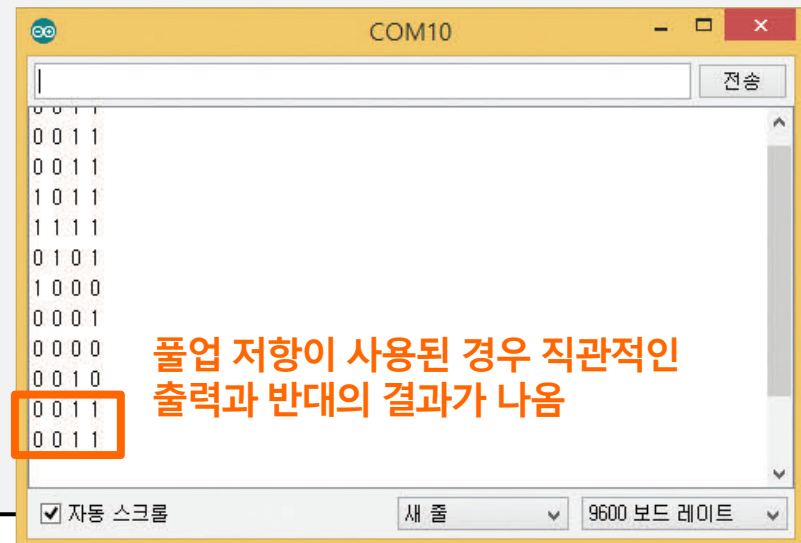 COM10
전송
0 0 1 1
0 0 1 1
0 0 1 1
1 0 1 1
1 1 1 1
0 1 0 1
1 0 0 0
0 0 0 1
0 0 0 0
0 0 1 0
0 0 1 1
0 0 1 1
풀업 저항이 사용된 경우 직관적인
출력과 반대의 결과가 나옴
자동 스크롤
새 줄
9600 보드 레이트